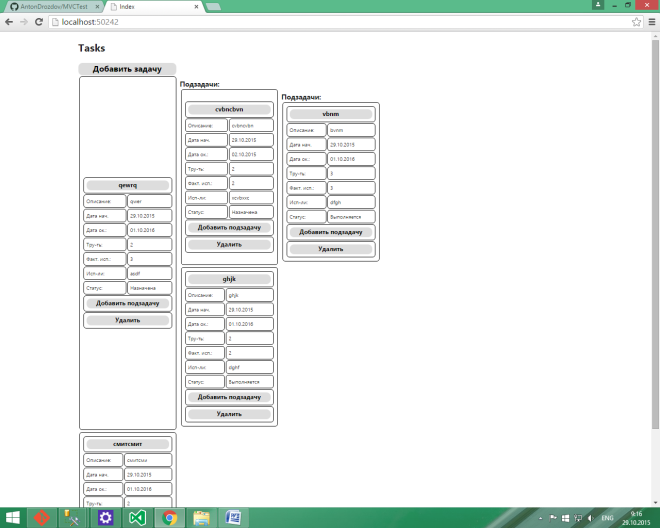 AntonDrozdov/MVCTest
Index
localhost:50242
Tasks
Добавить задачу
qewrq
Описание: qwer
Дата нач.: 29.10.2015
Дата ок.: 01.10.2016
Тру-ть: 2
Факт. исп.: 3
Исп-ли: asdf
Статус: Назначена
Добавить подзадачу
Удалить
Подзадачи:
cvbncbvn
Описание: cvbncvbn
Дата нач.: 29.10.2015
Дата ок.: 02.10.2015
Тру-ть: 2
Факт. исп.: 2
Исп-ли: xcvbxxc
Статус: Назначена
Добавить подзадачу
Удалить
Подзадачи:
vbnm
Описание: bvnm
Дата нач.: 29.10.2015
Дата ок.: 01.10.2016
Тру-ть: 3
Факт. исп.: 3
Исп-ли: dfgh
Статус: Выполняется
Добавить подзадачу
Удалить
ghjk
Описание: ghjk
Дата нач.: 29.10.2015
Дата ок.: 01.10.2016
Тру-ть: 2
Факт. исп.: 2
Исп-ли: dghf
Статус: Выполняется
Добавить подзадачу
Удалить
смитсмит
Описание: смитсми
Дата нач.: 29.10.2015
Дата ок.: 01.10.2016
Тру-ть: 2
ENG
9:16
29.10.2015